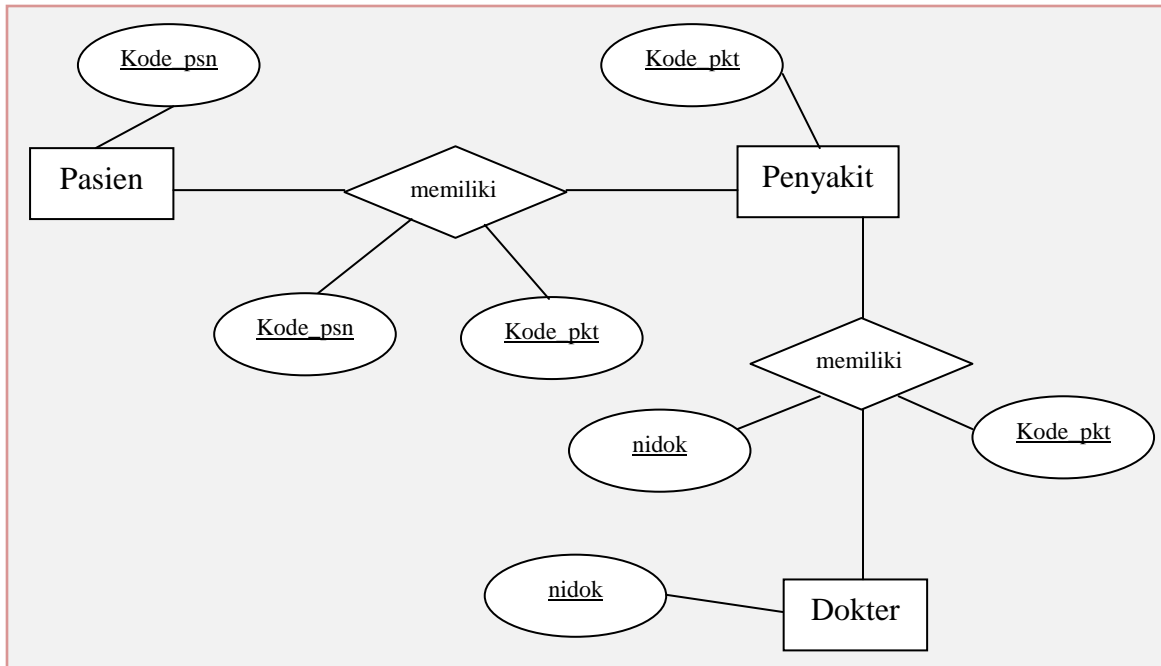 Kode_psn
Kode_pkt
Pasien
memiliki
Penyakit
Kode_psn
Kode_pkt
memiliki
nidok
Kode_pkt
nidok
Dokter